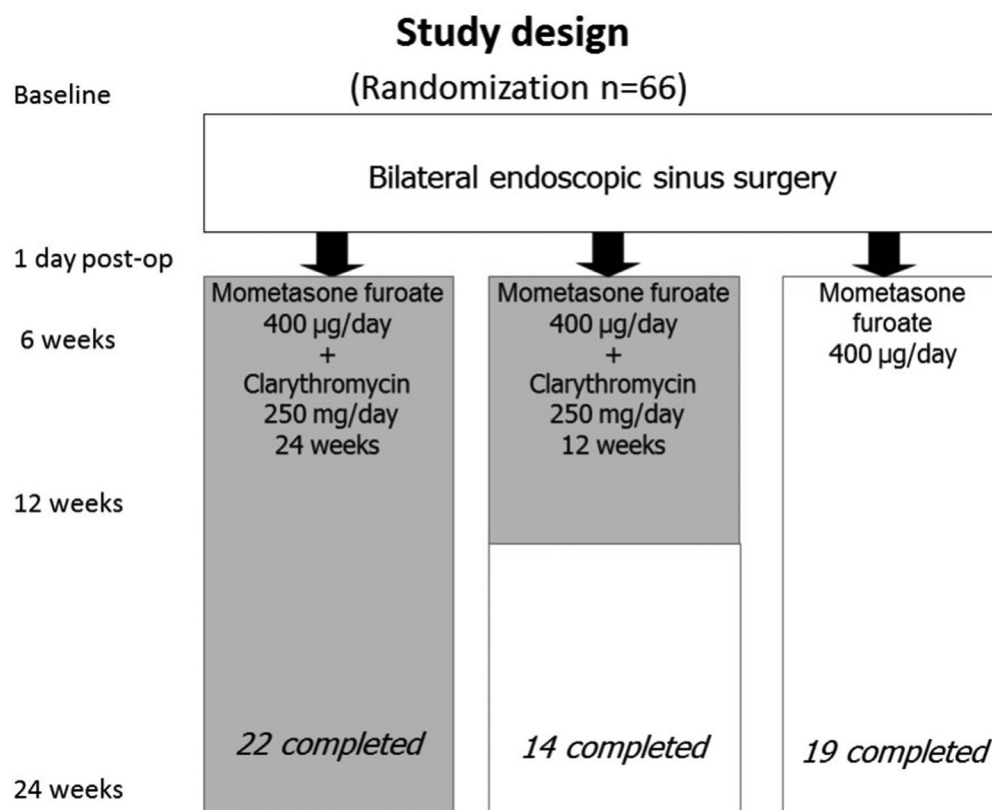 Study design
(Randomization n=66)
Baseline
Bilateral endoscopic sinus surgery
1 day post-op
Mometasone furoate
400 µg/day
+
Clarythromycin
250 mg/day
24 weeks
Mometasone furoate
400 µg/day
+
Clarythromycin
250 mg/day
12 weeks
Mometasone
furoate
400 µg/day
6 weeks
12 weeks
22 completed
14 completed
19 completed
24 weeks